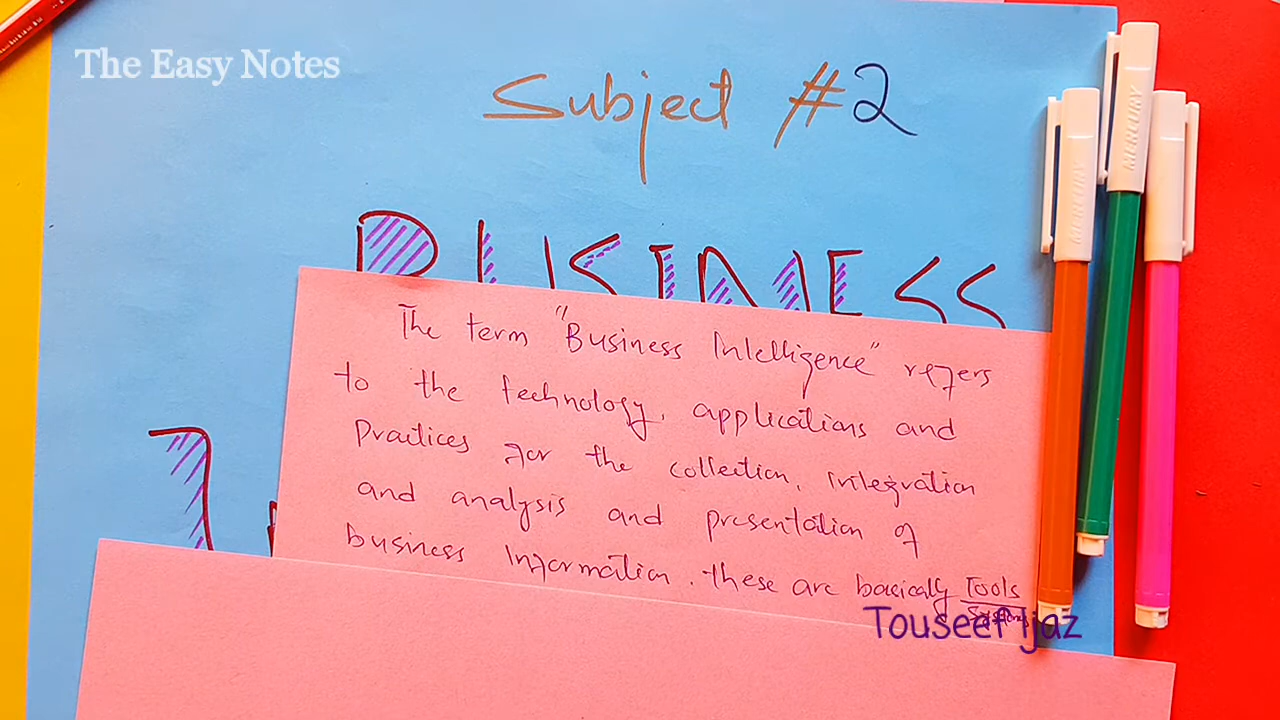 The Easy Notes
Subject #2
BUSINESS
The term "Business Intelligence" refers
to the technology, applications and
Practices for the collection, integration
and analysis and presentation of
business Information. these are basically Tools
Systems
Touseef Ijaz
MERCURY
MERCURY